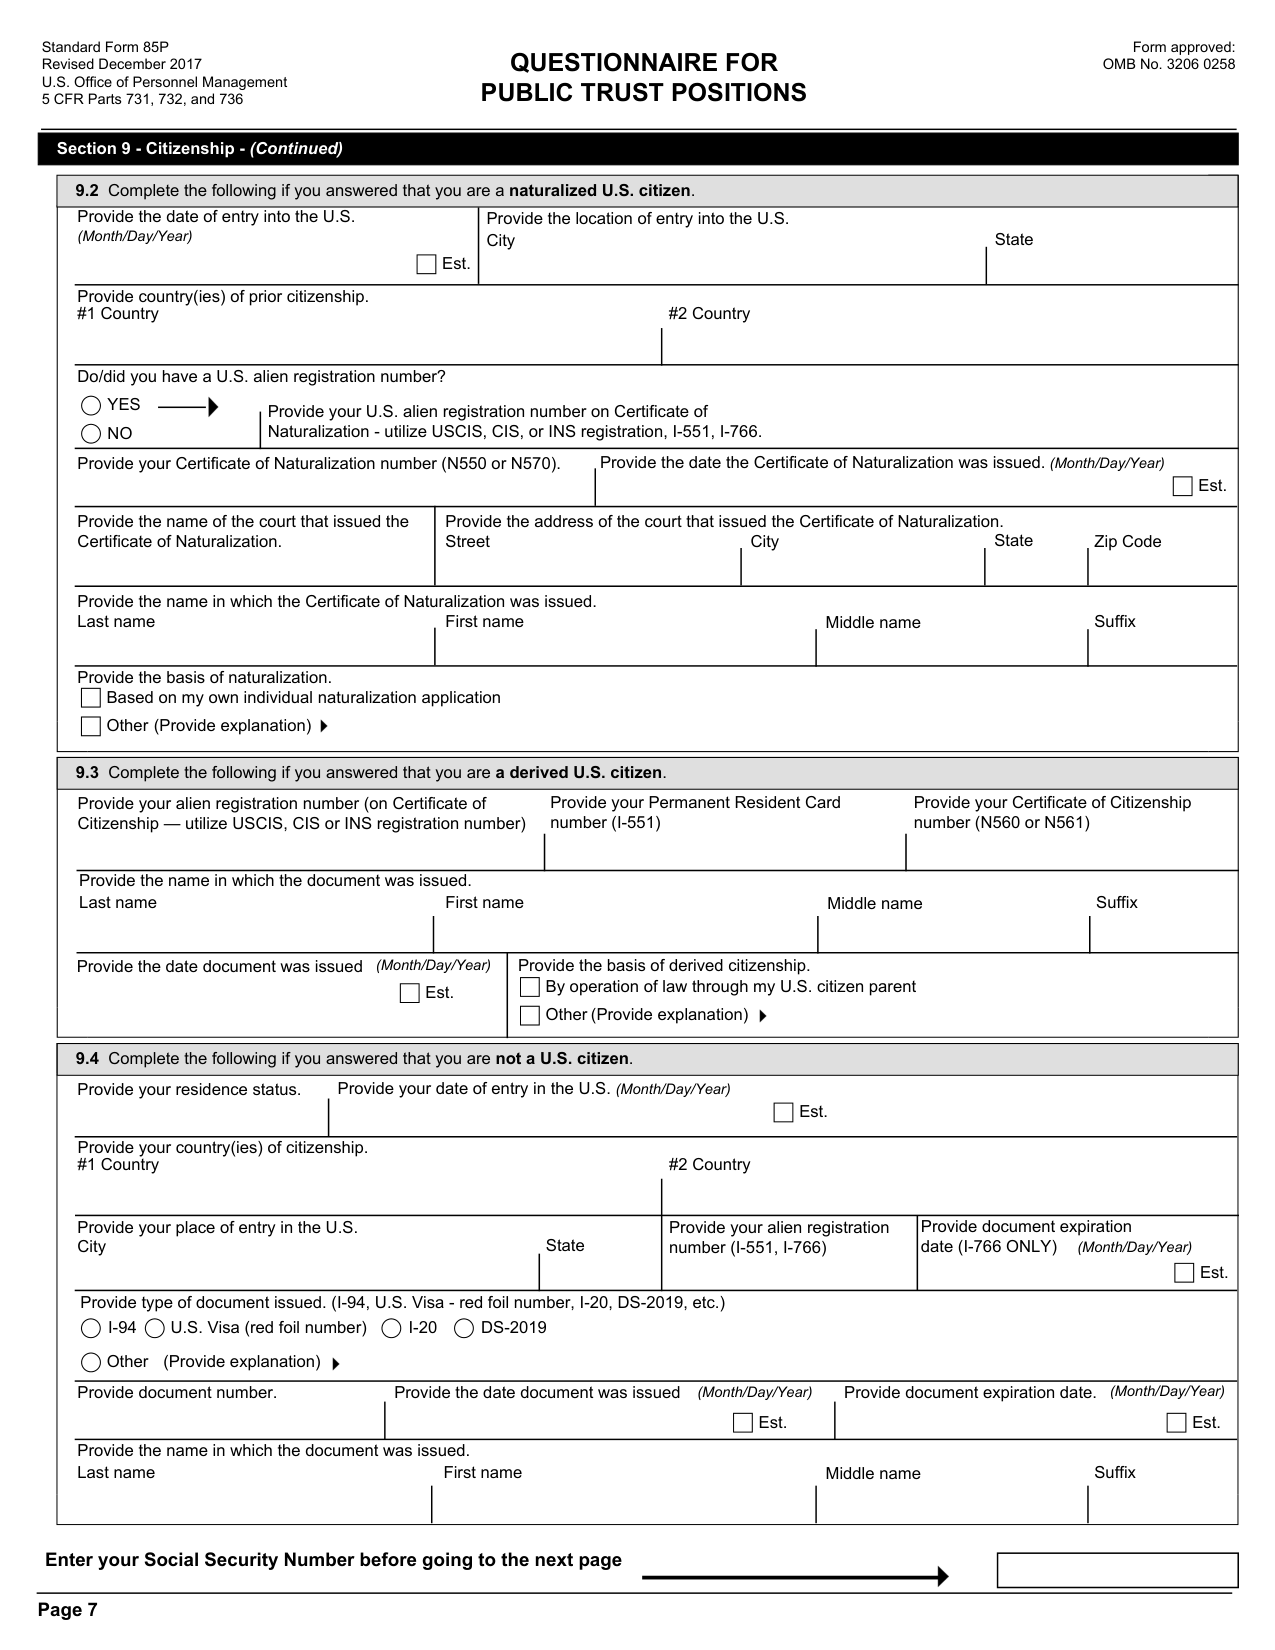 Standard Form 85P
Revised December 2017
U.S. Office of Personnel Management
5 CFR Parts 731, 732, and 736
QUESTIONNAIRE FOR
PUBLIC TRUST POSITIONS
Form approved:
OMB No. 3206 0258
Section 9 - Citizenship - (Continued)
9.2 Complete the following if you answered that you are a naturalized U.S. citizen.
Provide the date of entry into the U.S.
(Month/Day/Year)
Est.
Provide the location of entry into the U.S.
City
State
Provide country(ies) of prior citizenship.
#1 Country
#2 Country
Do/did you have a U.S. alien registration number?
YES
NO
Provide your U.S. alien registration number on Certificate of
Naturalization - utilize USCIS, CIS, or INS registration, I-551, I-766.
Provide your Certificate of Naturalization number (N550 or N570).
Provide the date the Certificate of Naturalization was issued. (Month/Day/Year)
Est.
Provide the name of the court that issued the
Certificate of Naturalization.
Provide the address of the court that issued the Certificate of Naturalization.
Street
City
State
Zip Code
Provide the name in which the Certificate of Naturalization was issued.
Last name
First name
Middle name
Suffix
Provide the basis of naturalization.
Based on my own individual naturalization application
Other (Provide explanation)
9.3 Complete the following if you answered that you are a derived U.S. citizen.
Provide your alien registration number (on Certificate of
Citizenship — utilize USCIS, CIS or INS registration number)
Provide your Permanent Resident Card
number (I-551)
Provide your Certificate of Citizenship
number (N560 or N561)
Provide the name in which the document was issued.
Last name
First name
Middle name
Suffix
Provide the date document was issued (Month/Day/Year)
Est.
Provide the basis of derived citizenship.
By operation of law through my U.S. citizen parent
Other (Provide explanation)
9.4 Complete the following if you answered that you are not a U.S. citizen.
Provide your residence status.
Provide your date of entry in the U.S. (Month/Day/Year)
Est.
Provide your country(ies) of citizenship.
#1 Country
#2 Country
Provide your place of entry in the U.S.
City
State
Provide your alien registration
number (I-551, I-766)
Provide document expiration
date (I-766 ONLY) (Month/Day/Year)
Est.
Provide type of document issued. (I-94, U.S. Visa - red foil number, I-20, DS-2019, etc.)
I-94 U.S. Visa (red foil number) I-20 DS-2019
Other (Provide explanation)
Provide document number.
Provide the date document was issued (Month/Day/Year)
Est.
Provide document expiration date. (Month/Day/Year)
Est.
Provide the name in which the document was issued.
Last name
First name
Middle name
Suffix
Enter your Social Security Number before going to the next page
Page 7